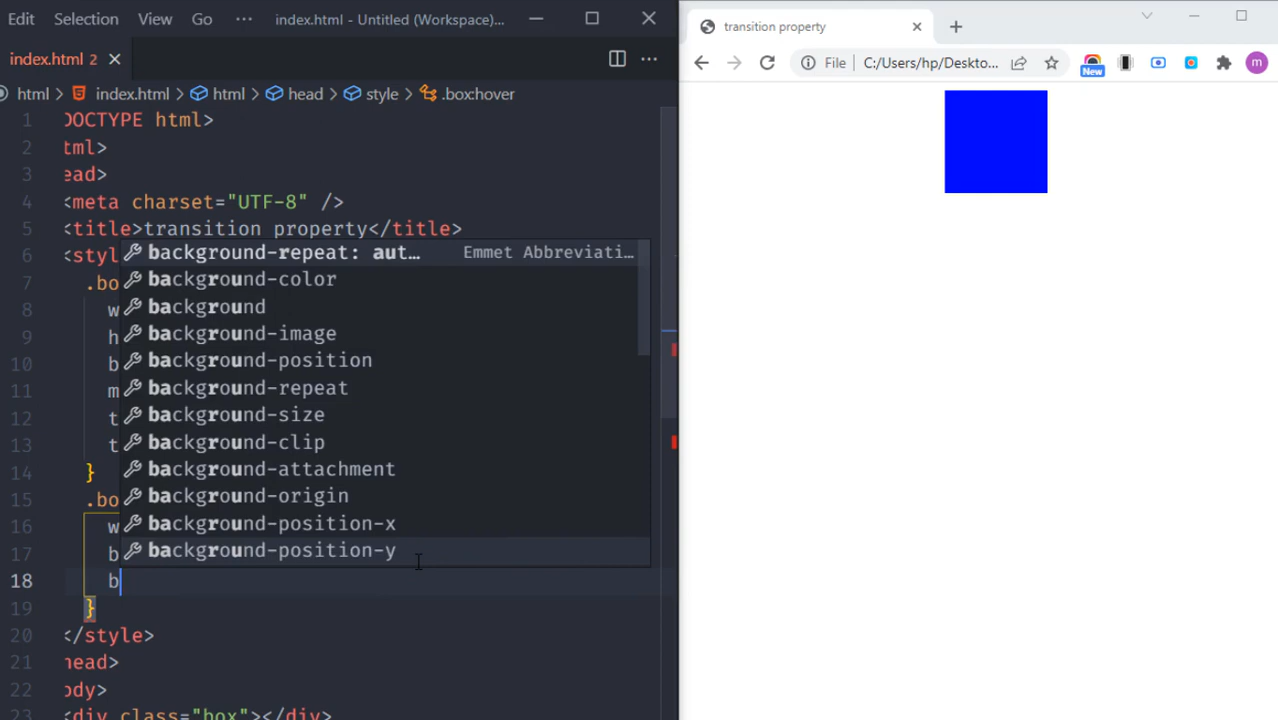 Edit Selection View Go ··· index.html - Untitled (Workspace)...
index.html 2
html > index.html > html > head > style > .box:hover
1 DOCTYPE html>
2 tml>
3 ead>
4 <meta charset="UTF-8" />
5 <title>transition property</title>
6 <sty
background-repeat: aut… Emmet Abbreviati…
background-color
7 .bo
background
8 w
background-image
9 h
background-position
10 b
background-repeat
11 m
background-size
12 t
background-clip
13 t
background-attachment
14 }
background-origin
15 .bo
background-position-x
16 w
background-position-y
17 b
18 b
19 }
20 </style>
21 head>
22 ody>
23 <div class="box"></div>
transition property
File C:/Users/hp/Deskto...
New
m